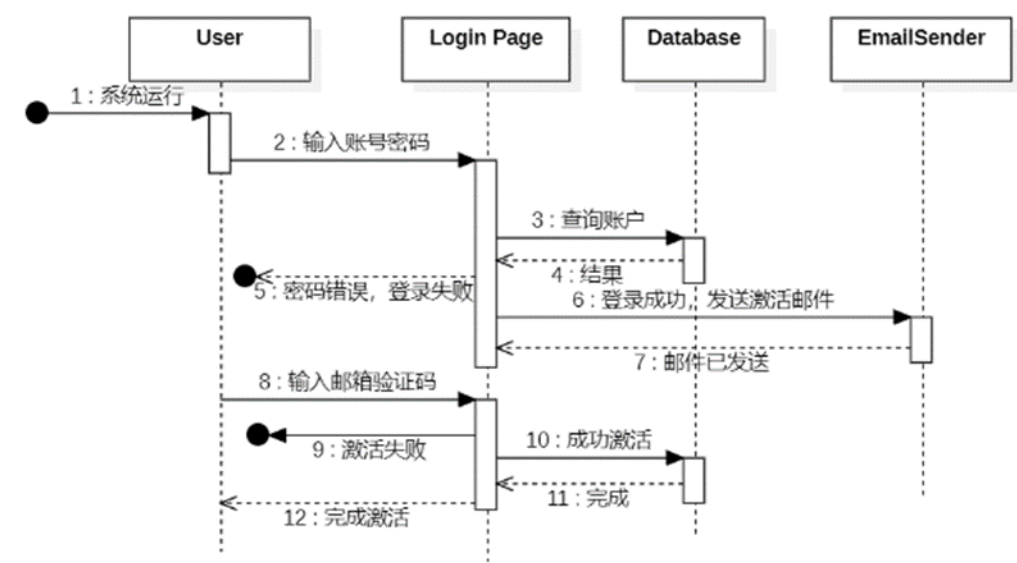 User
Login Page
Database
EmailSender
1 : 系统运行
2 : 输入账号密码
3 : 查询账户
4 : 结果
5 : 密码错误，登录失败
6 : 登录成功，发送激活邮件
7 : 邮件已发送
8 : 输入邮箱验证码
9 : 激活失败
10 : 成功激活
11 : 完成
12 : 完成激活